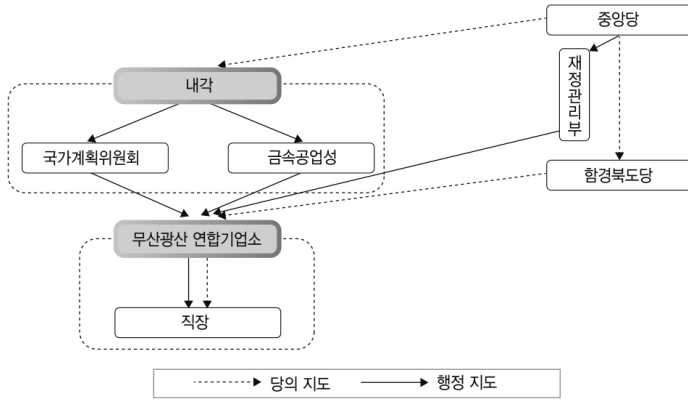 중앙당
내각
재정관리부
국가계획위원회
금속공업성
함경북도당
무산광산 연합기업소
직장
당의 지도
행정 지도